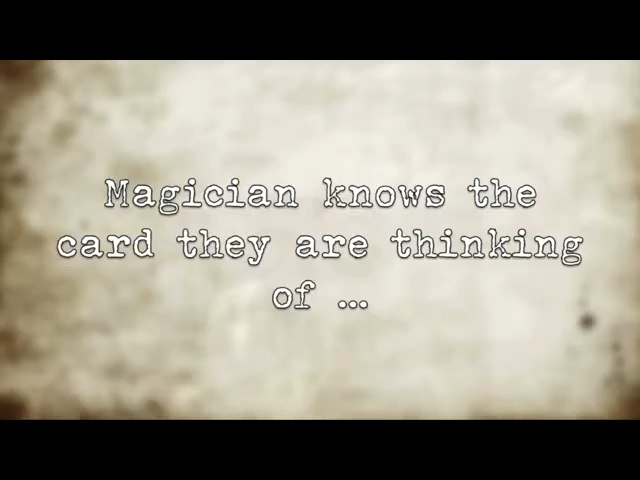 Magician knows the
card they are thinking
of ...